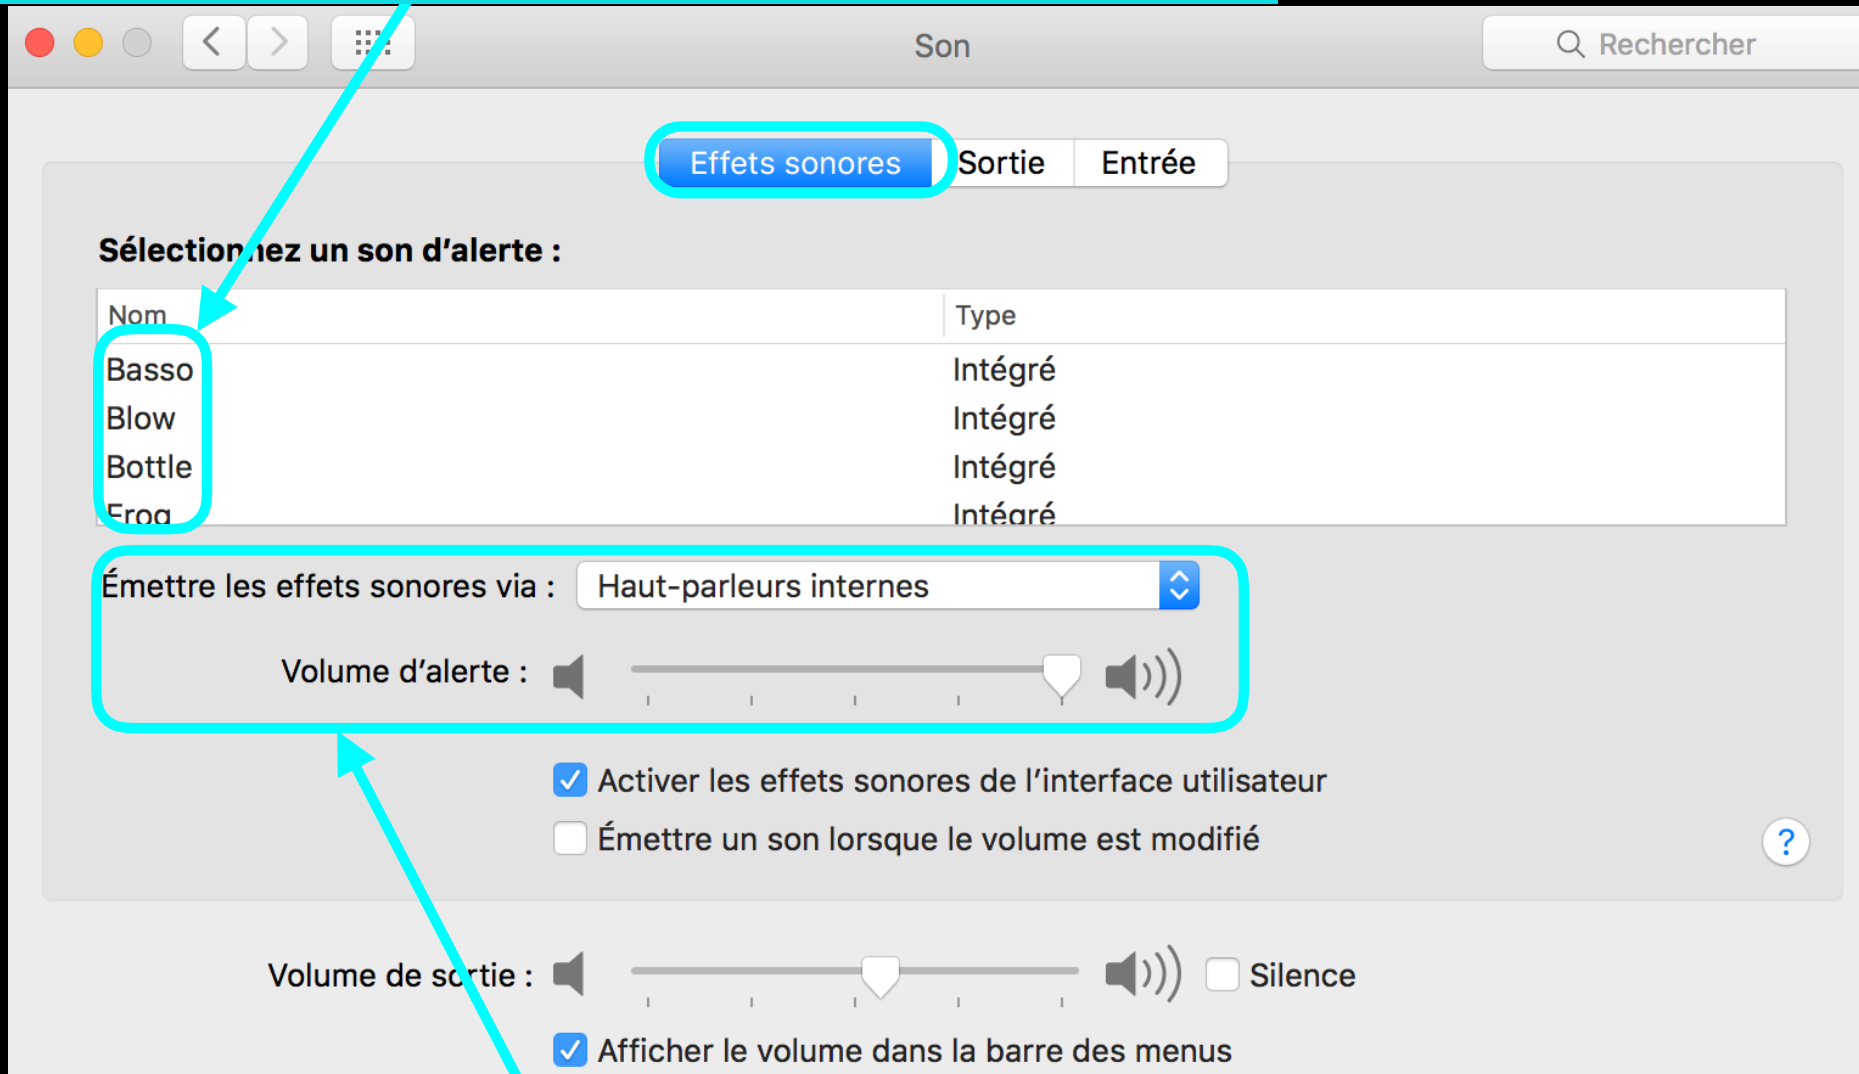 Son
Rechercher
Effets sonores Sortie Entrée
Sélectionnez un son d'alerte :
Nom Type
Basso Intégré
Blow Intégré
Bottle Intégré
Frog Intégré
Émettre les effets sonores via : Haut-parleurs internes
Volume d'alerte :
Activer les effets sonores de l'interface utilisateur
Émettre un son lorsque le volume est modifié
?
Volume de sortie : Silence
Afficher le volume dans la barre des menus